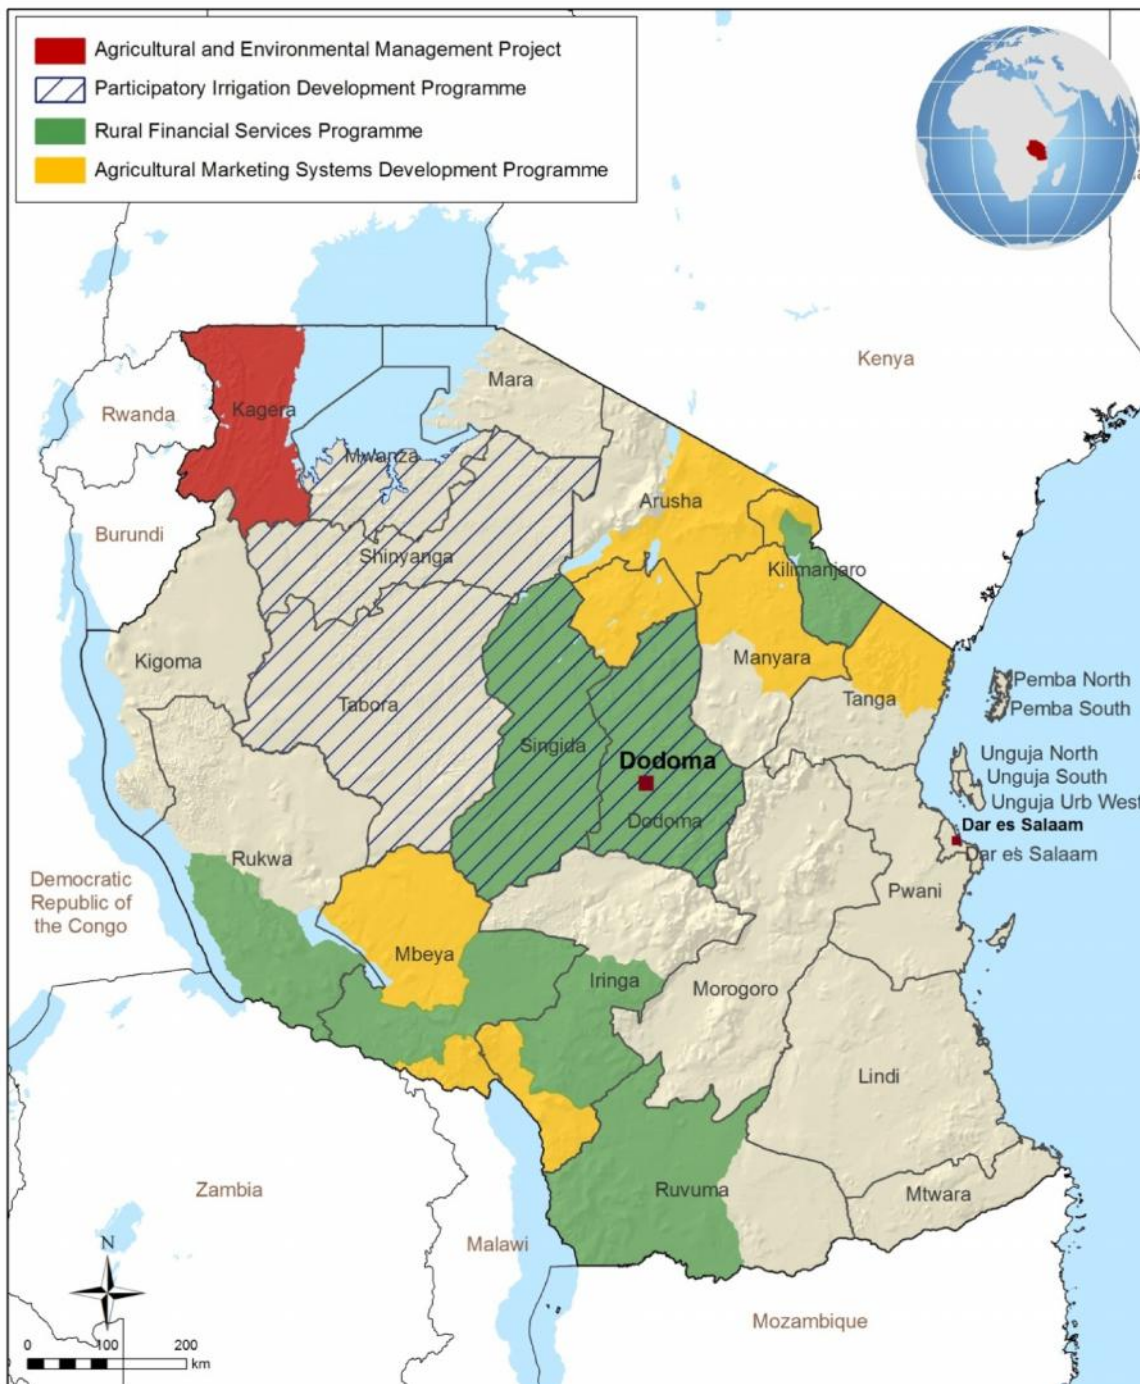 Agricultural and Environmental Management Project
Participatory Irrigation Development Programme
Rural Financial Services Programme
Agricultural Marketing Systems Development Programme
Kenya
Mara
Rwanda
Kagera
Mwanza
Arusha
Burundi
Shinyanga
Kilimanjaro
Kigoma
Manyara
Pemba North
Tanga
Pemba South
Tabora
Singida
Unguja North
Dodoma
Unguja South
Unguja Urb West
Dodoma
Dar es Salaam
Dar es Salaam
Rukwa
Democratic
Republic of
the Congo
Pwani
Mbeya
Iringa
Morogoro
Lindi
Zambia
Ruvuma
Mtwara
Malawi
N
Mozambique
0 100 200
km